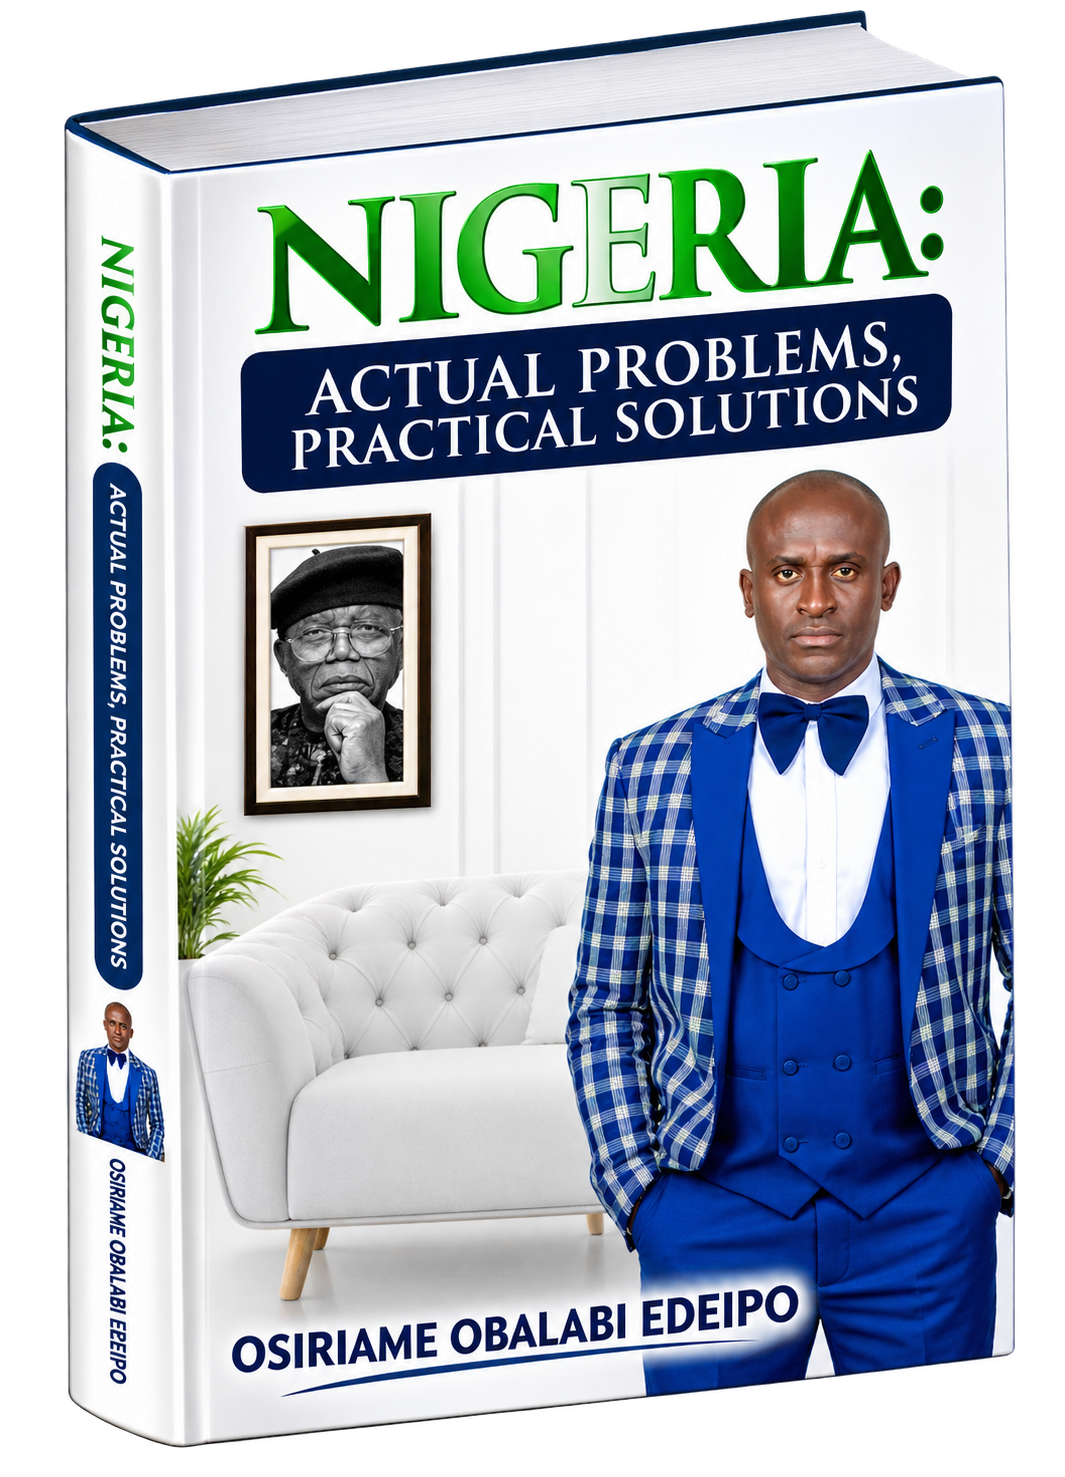 NIGERIA:
ACTUAL PROBLEMS,
PRACTICAL SOLUTIONS
OSIRIAME OBALABI EDEIPO
NIGERIA:
ACTUAL PROBLEMS, PRACTICAL SOLUTIONS
OSIRIAME OBALABI EDEIPO